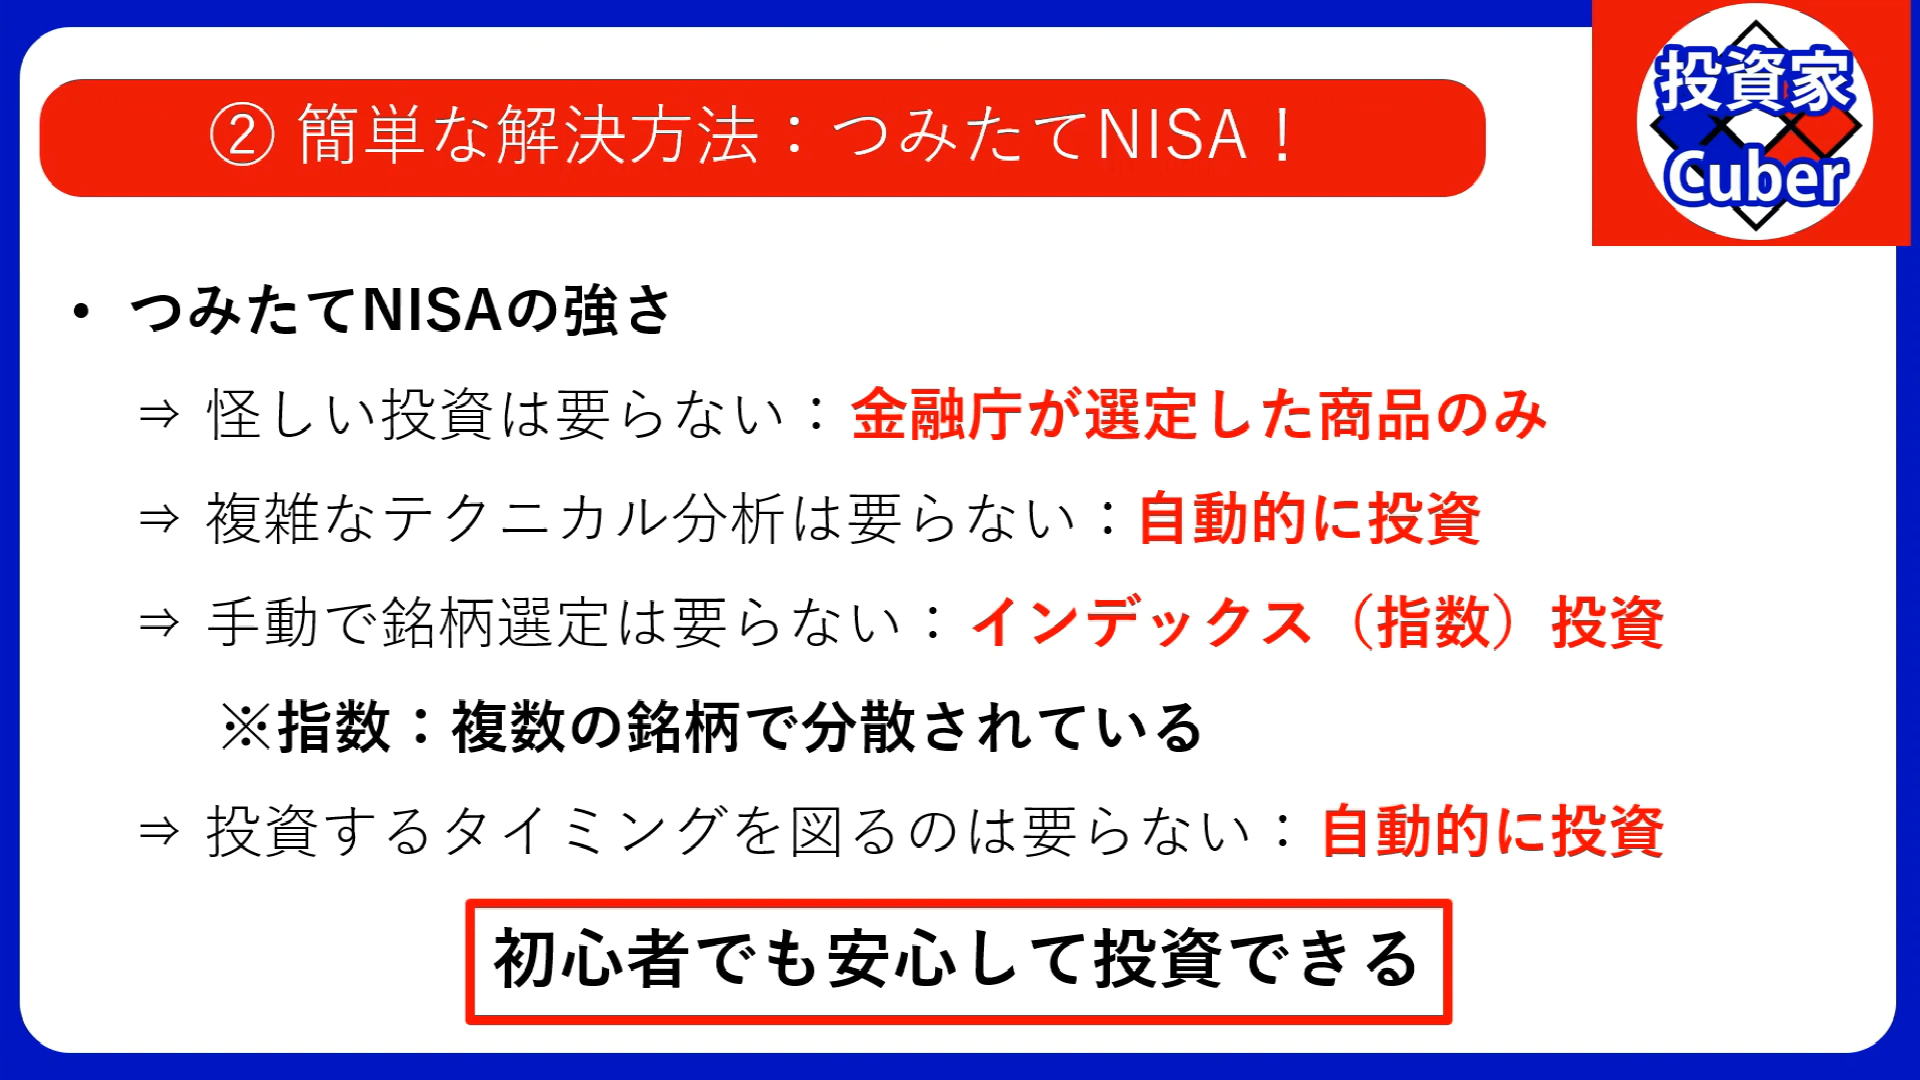 ② 簡単な解決方法：つみたてNISA！
投資家
Cuber
• つみたてNISAの強さ
⇒ 怪しい投資は要らない：金融庁が選定した商品のみ
⇒ 複雑なテクニカル分析は要らない：自動的に投資
⇒ 手動で銘柄選定は要らない：インデックス（指数）投資
※指数：複数の銘柄で分散されている
⇒ 投資するタイミングを図るのは要らない：自動的に投資
初心者でも安心して投資できる